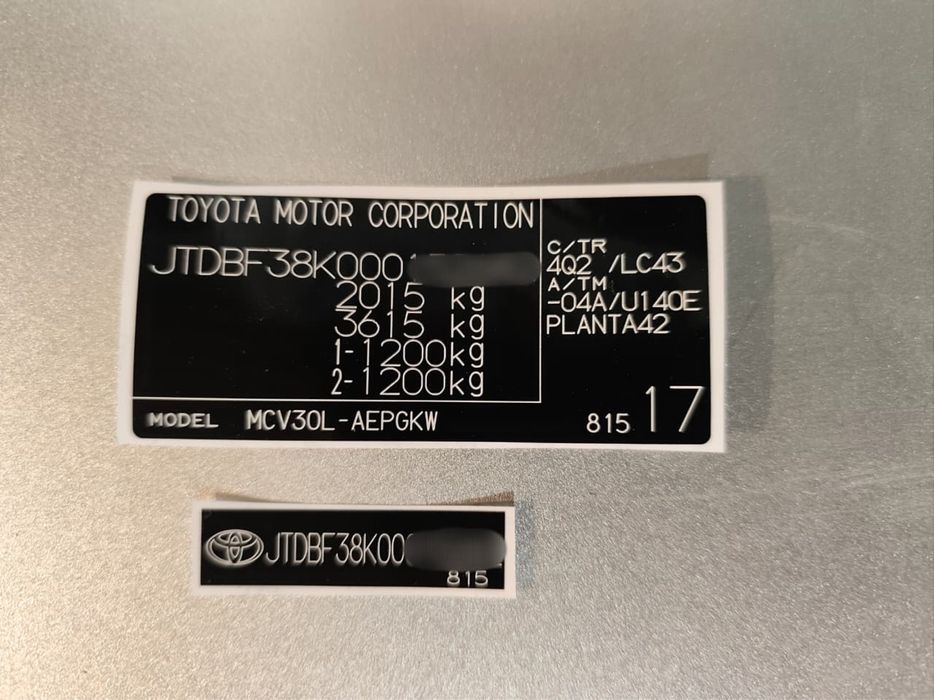 TOYOTA MOTOR CORPORATION
JTDBF38K000
2015 kg
3615 kg
1-1200kg
2-1200kg
C/TR
4Q2 /LC43
A/TM
-04A/U140E
PLANTA42
MODEL MCV30L-AEPGKW
815 17
JTDBF38K00
815